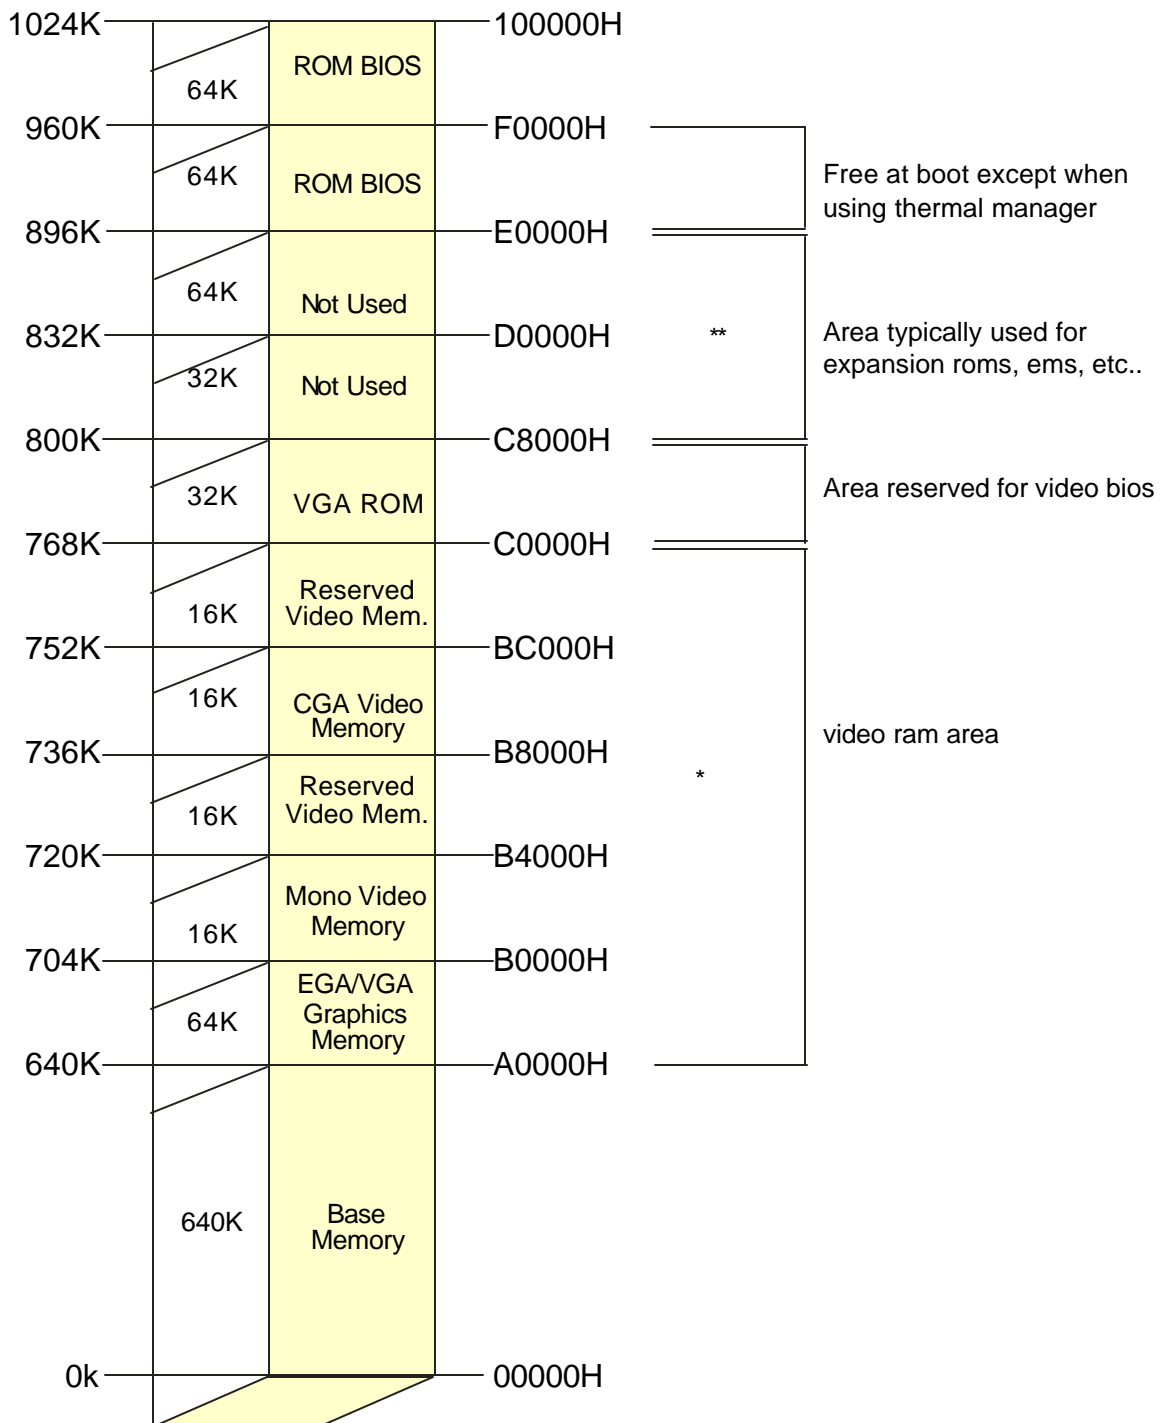 1024K
100000H
ROM BIOS
64K
960K
F0000H
64K
ROM BIOS
Free at boot except when
using thermal manager
896K
E0000H
64K
Not Used
832K
D0000H
**
Area typically used for
expansion roms, ems, etc..
32K
Not Used
800K
C8000H
32K
VGA ROM
Area reserved for video bios
768K
C0000H
Reserved
Video Mem.
16K
752K
BC000H
16K
CGA Video
Memory
video ram area
736K
B8000H
*
Reserved
Video Mem.
16K
720K
B4000H
Mono Video
Memory
16K
704K
B0000H
EGA/VGA
Graphics
Memory
64K
640K
A0000H
640K
Base
Memory
0k
00000H